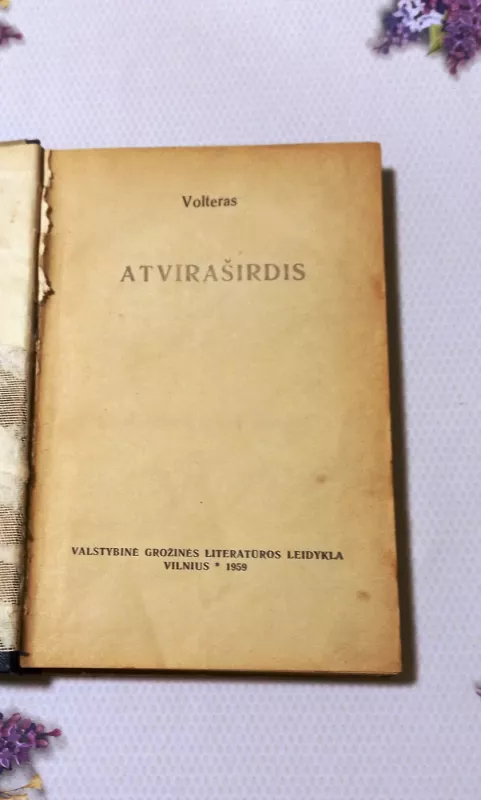 Volteras
ATVIRAŠIRDIS
VALSTYBINĖ GROŽINĖS LITERATŪROS LEIDYKLA
VILNIUS * 1959